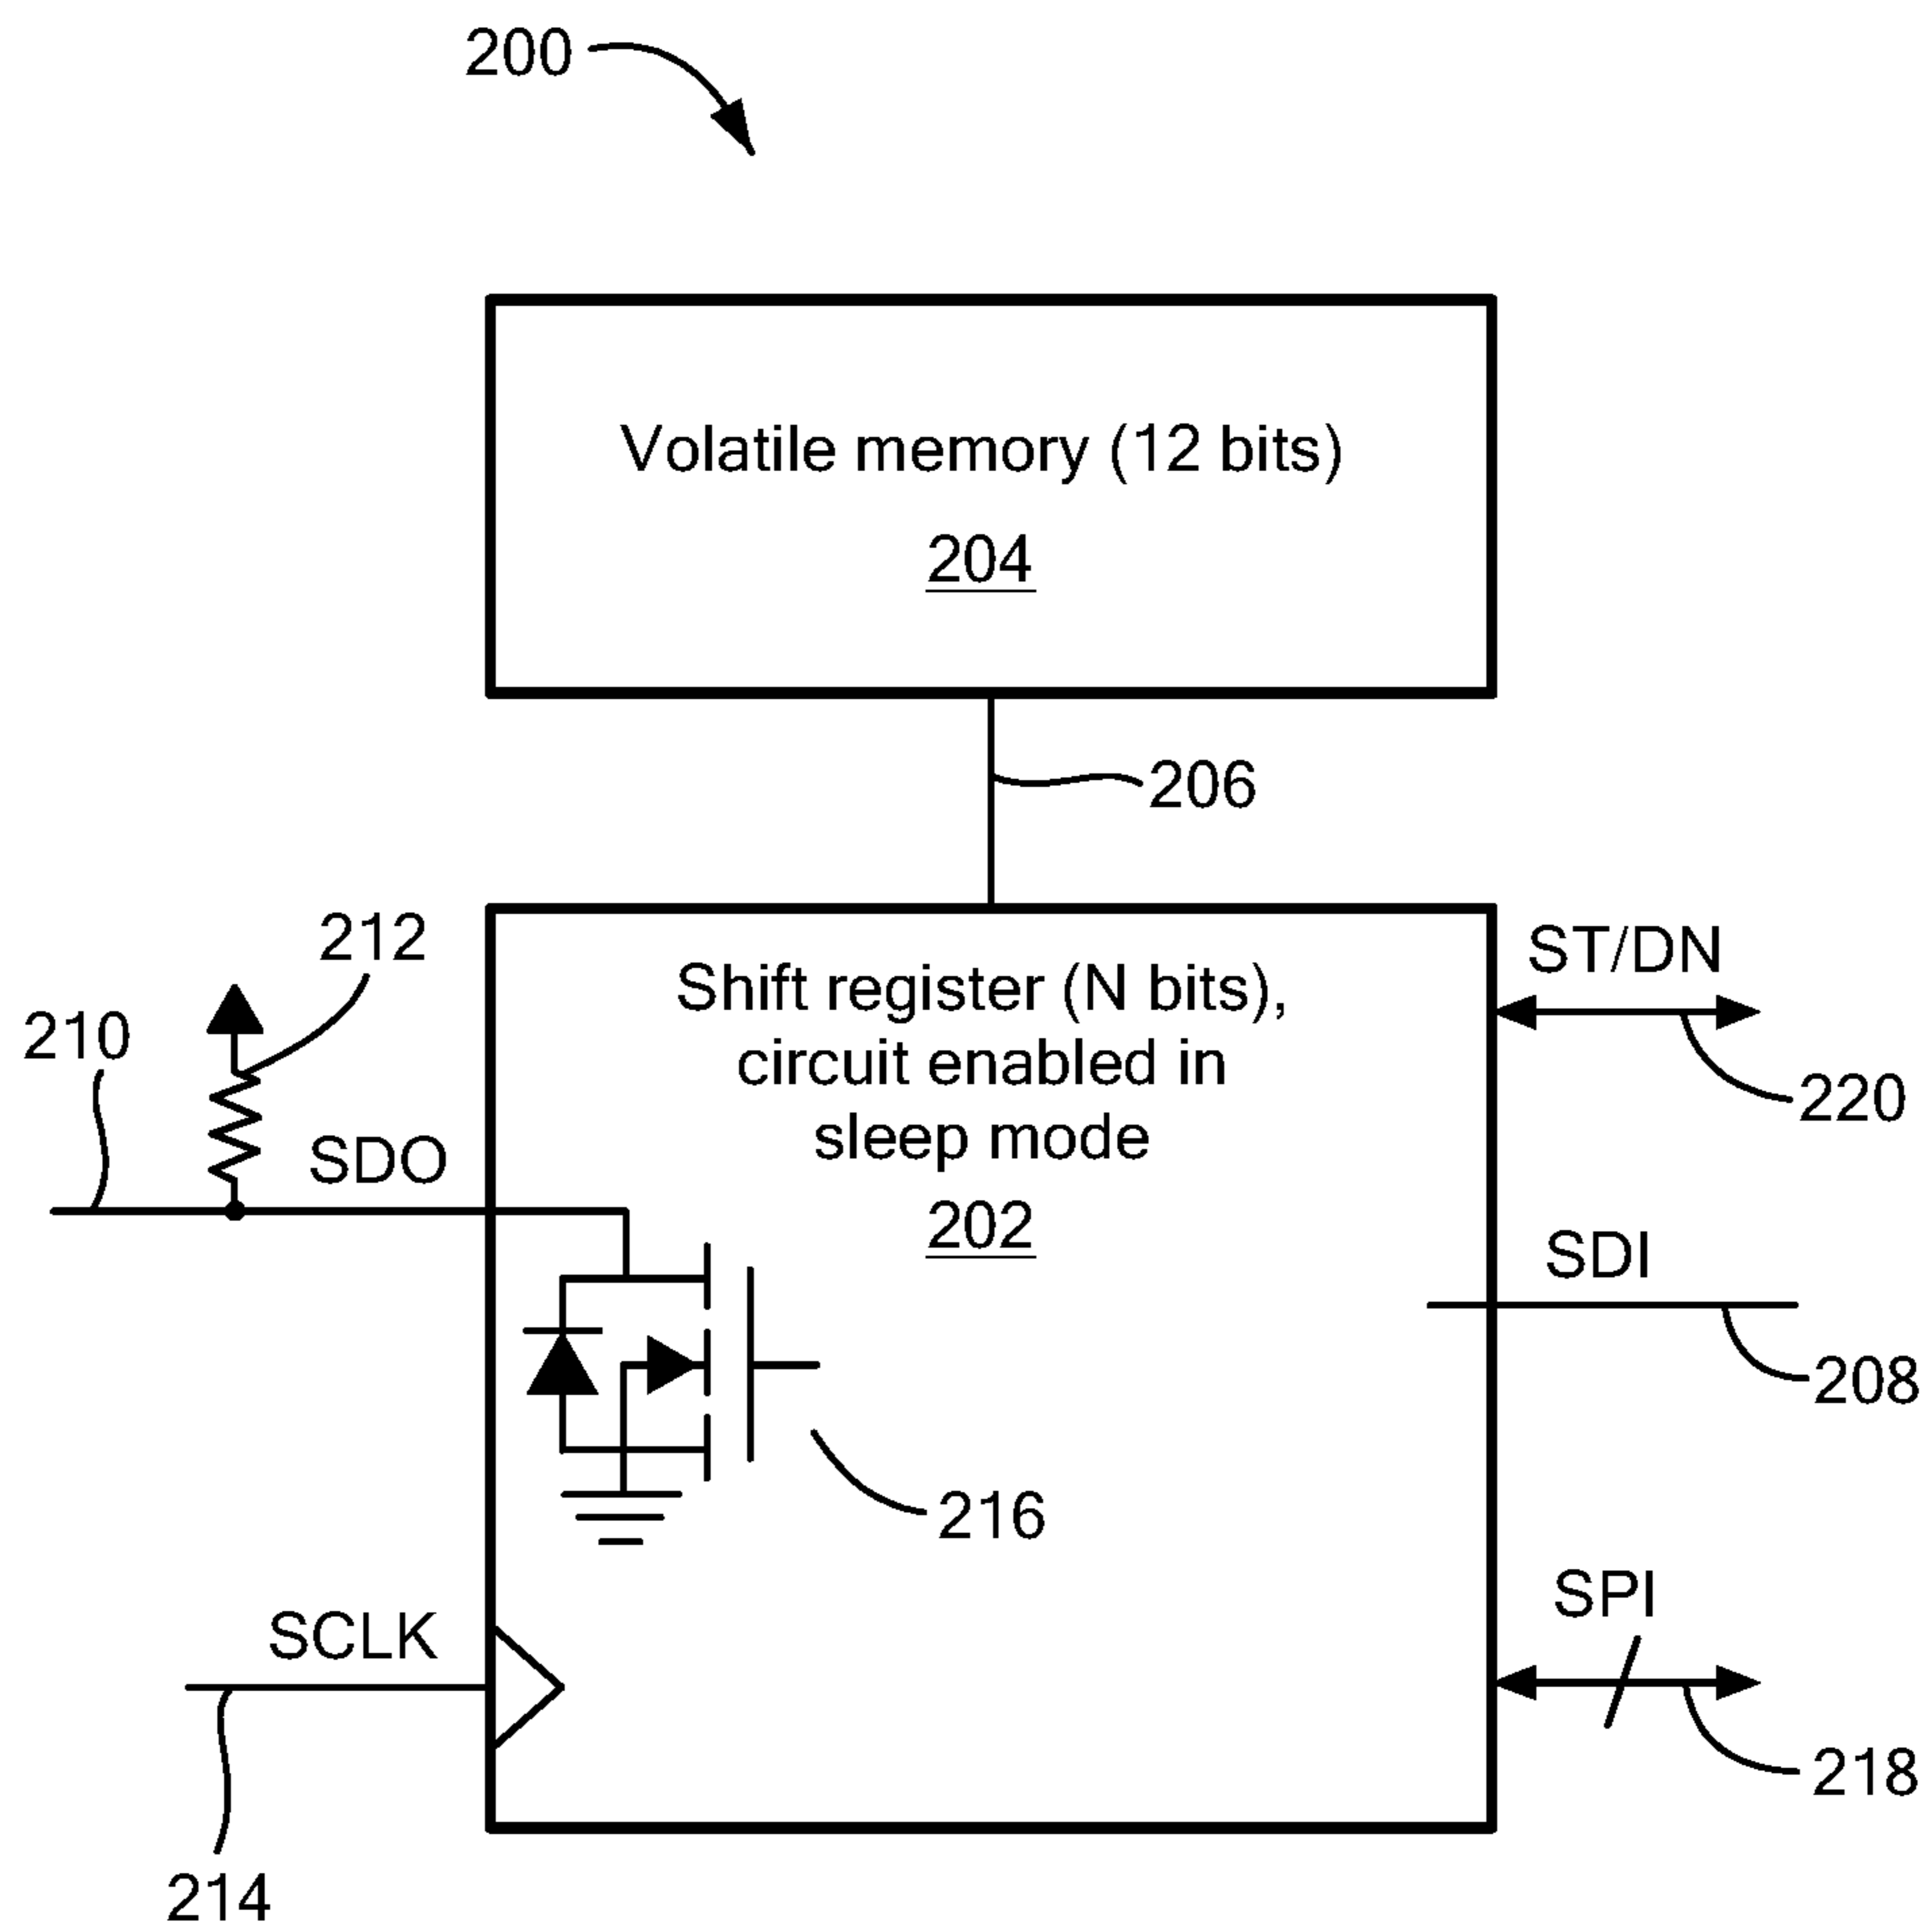 200
Volatile memory (12 bits)
204
206
212
210
SDO
Shift register (N bits),
circuit enabled in
sleep mode
202
ST/DN
220
SDI
208
216
SCLK
214
SPI
218